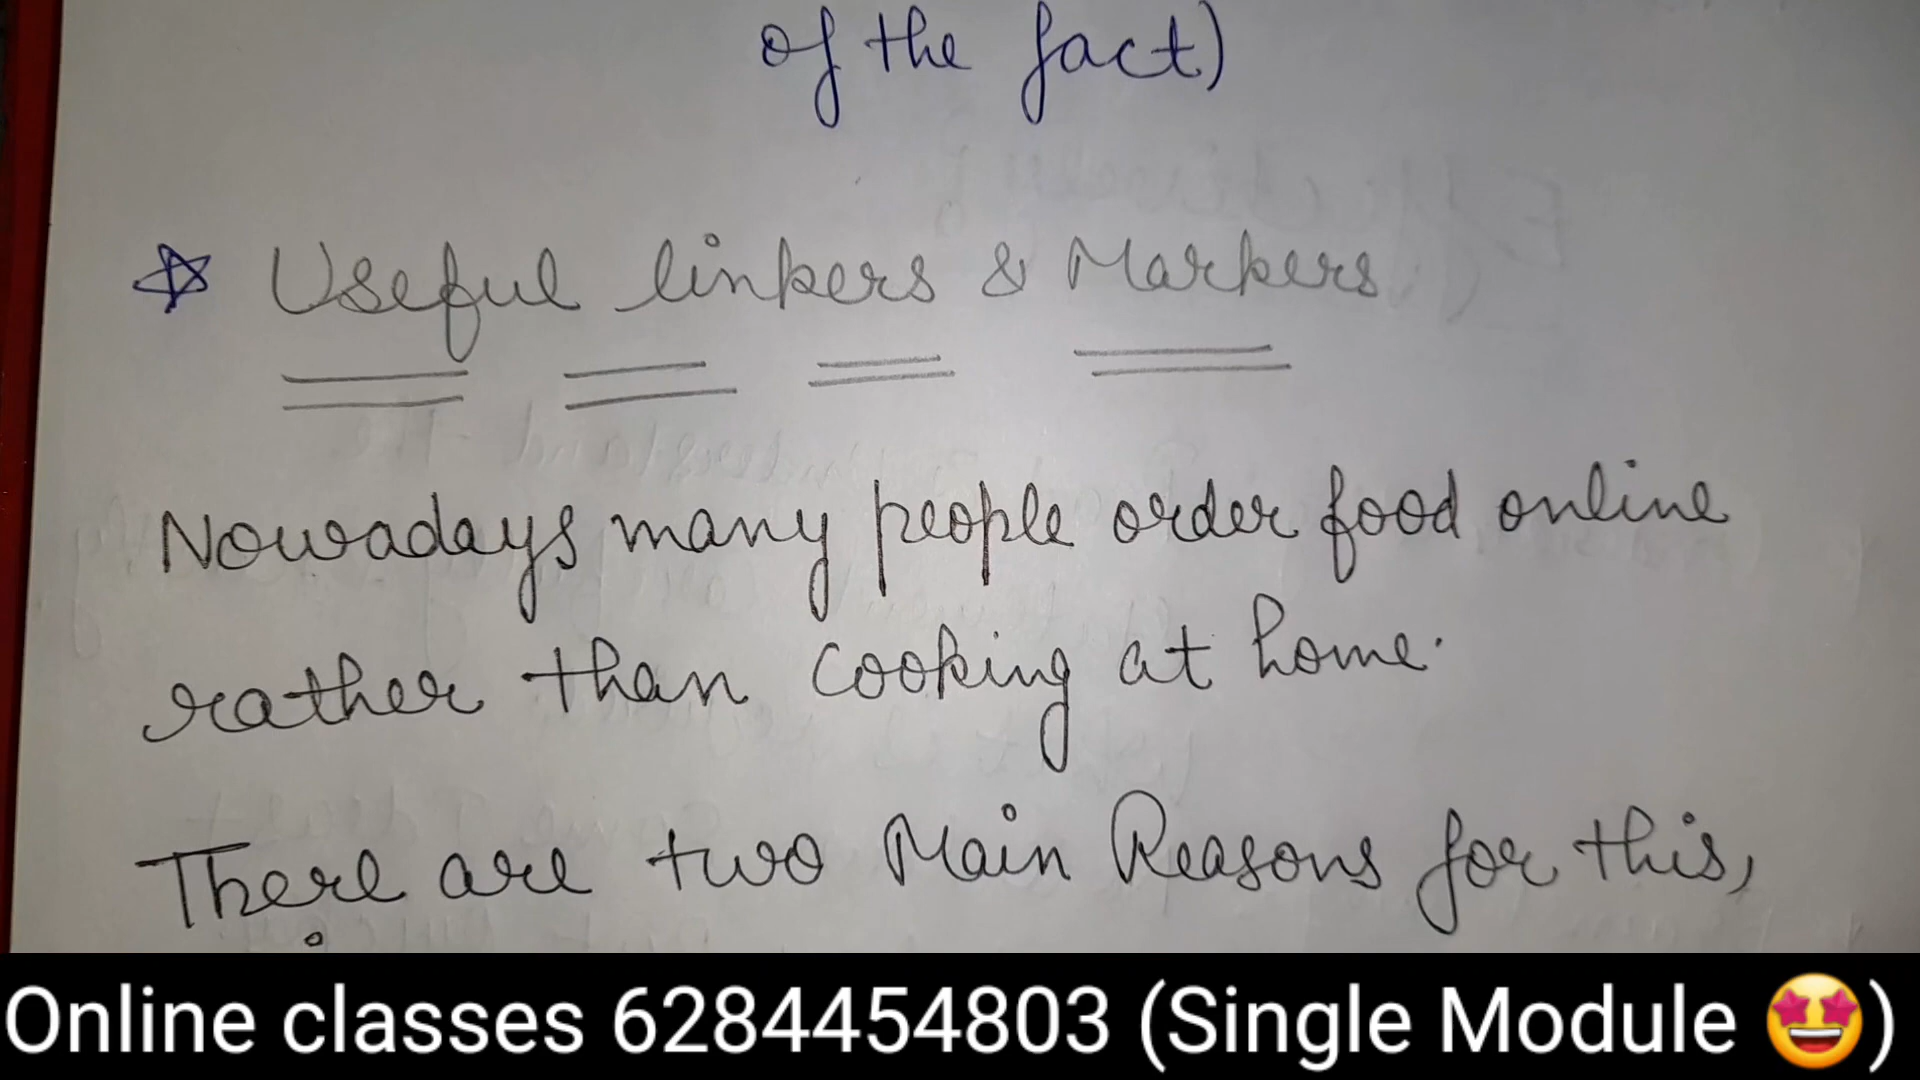 of the fact)
☆ Useful linkers & Markers
Nowadays many people order food online
rather than cooking at home.
There are two Main Reasons for this,
Online classes 6284454803 (Single Module 🤩)